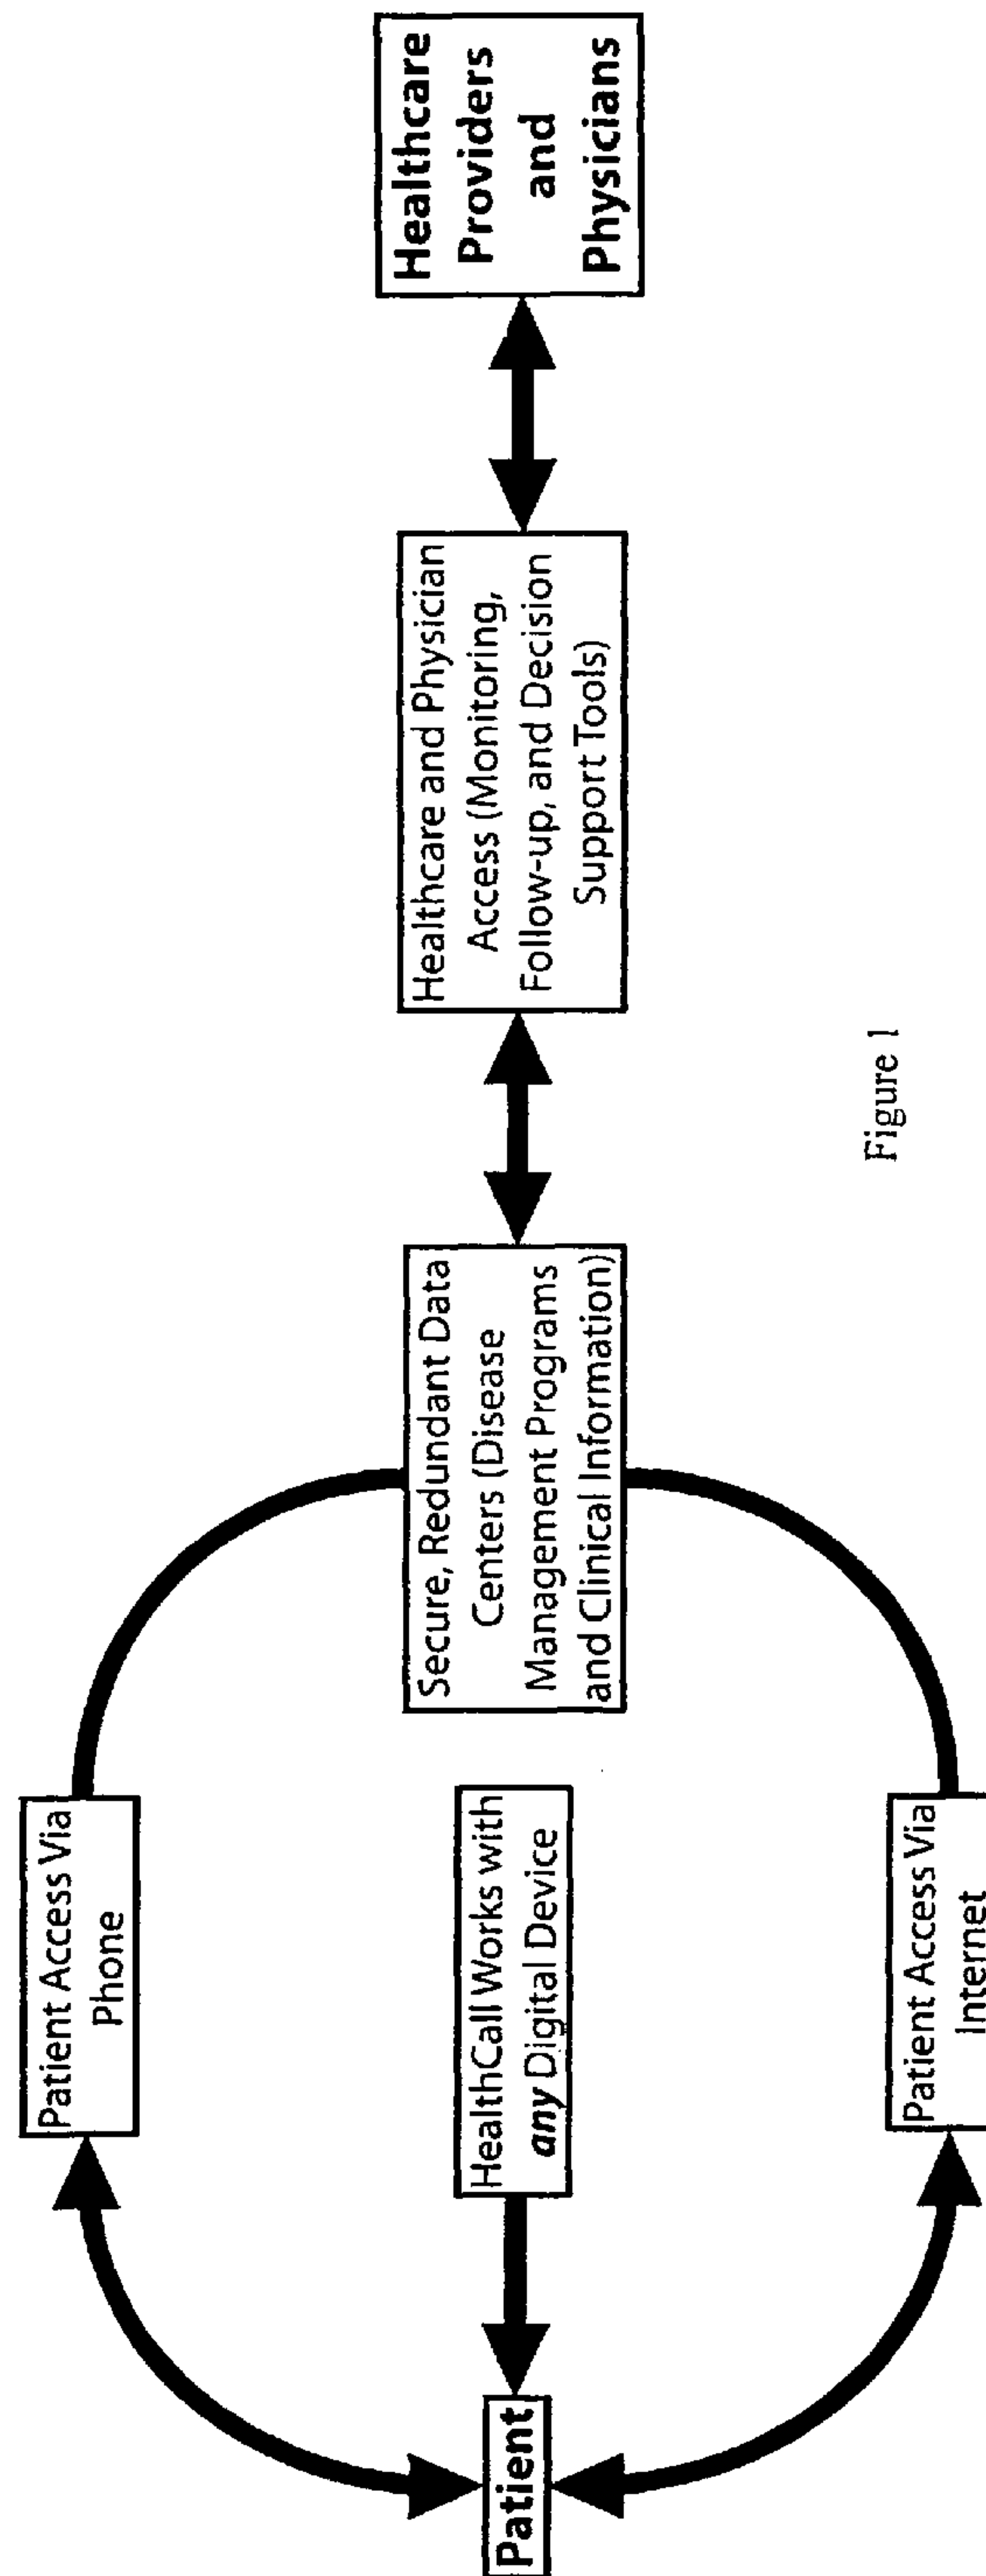 Patient Access Via
Phone
Patient
HealthCall Works with
any Digital Device
Secure, Redundant Data
Centers (Disease
Management Programs
and Clinical Information)
Healthcare and Physician
Access (Monitoring,
Follow-up, and Decision
Support Tools)
Healthcare
Providers
and
Physicians
Patient Access Via
Internet
Figure 1